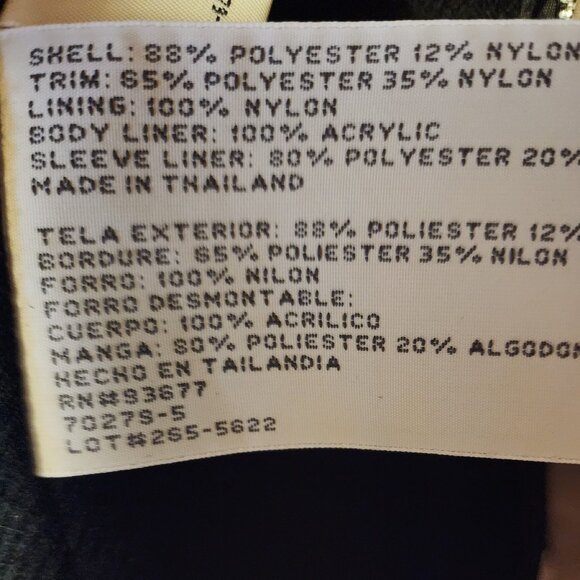 SHELL: 88% POLYESTER 12% NYLON
TRIM: 65% POLYESTER 35% NYLON
LINING: 100% NYLON
BODY LINER: 100% ACRYLIC
SLEEVE LINER: 80% POLYESTER 20%
MADE IN THAILAND
TELA EXTERIOR: 88% POLIESTER 12%
BORDURE: 65% POLIESTER 35% NILON
FORRO: 100% NILON
FORRO DESMONTABLE:
CUERPO: 100% ACRILICO
MANGA: 80% POLIESTER 20% ALGODON
HECHO EN TAILANDIA
RN#93677
7027S-5
LOT#265-5622